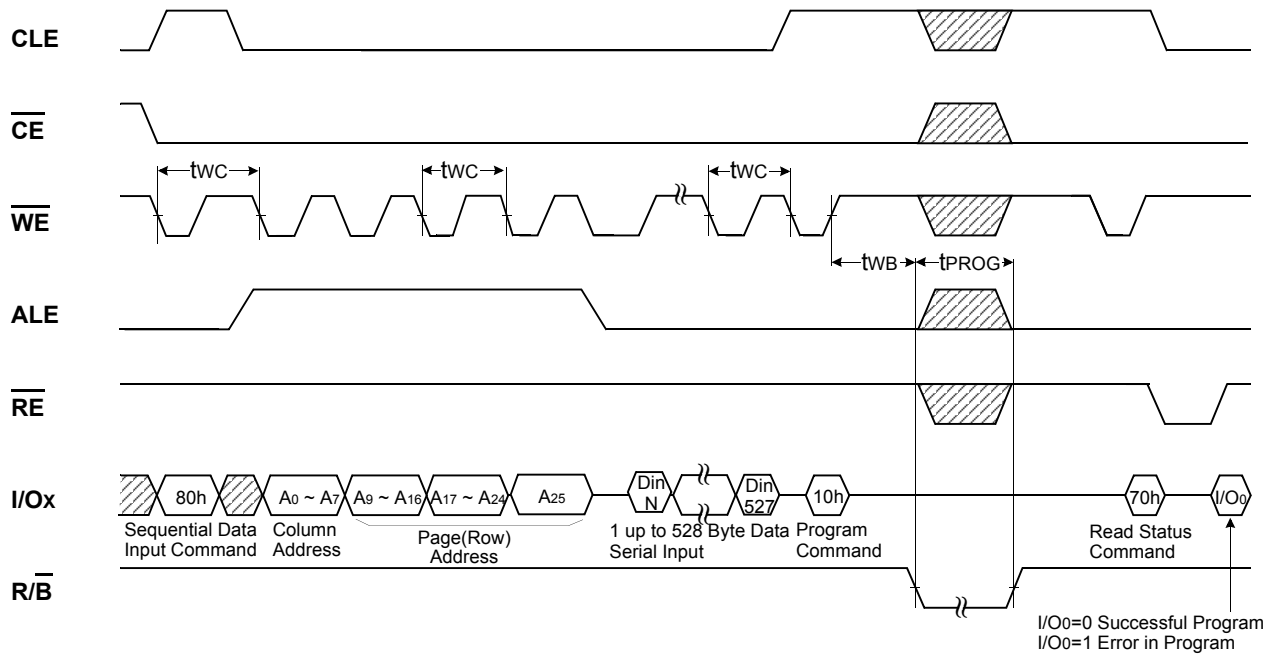 CLE
CE
tWC
tWC
tWC
WE
tWB
tPROG
ALE
RE
I/Ox
80h
A0 ~ A7
A9 ~ A16
A17 ~ A24
A25
Din
N
Din
527
10h
70h
I/O0
Sequential Data
Input Command
Column
Address
Page(Row)
Address
1 up to 528 Byte Data
Serial Input
Program
Command
Read Status
Command
R/B
I/O0=0 Successful Program
I/O0=1 Error in Program